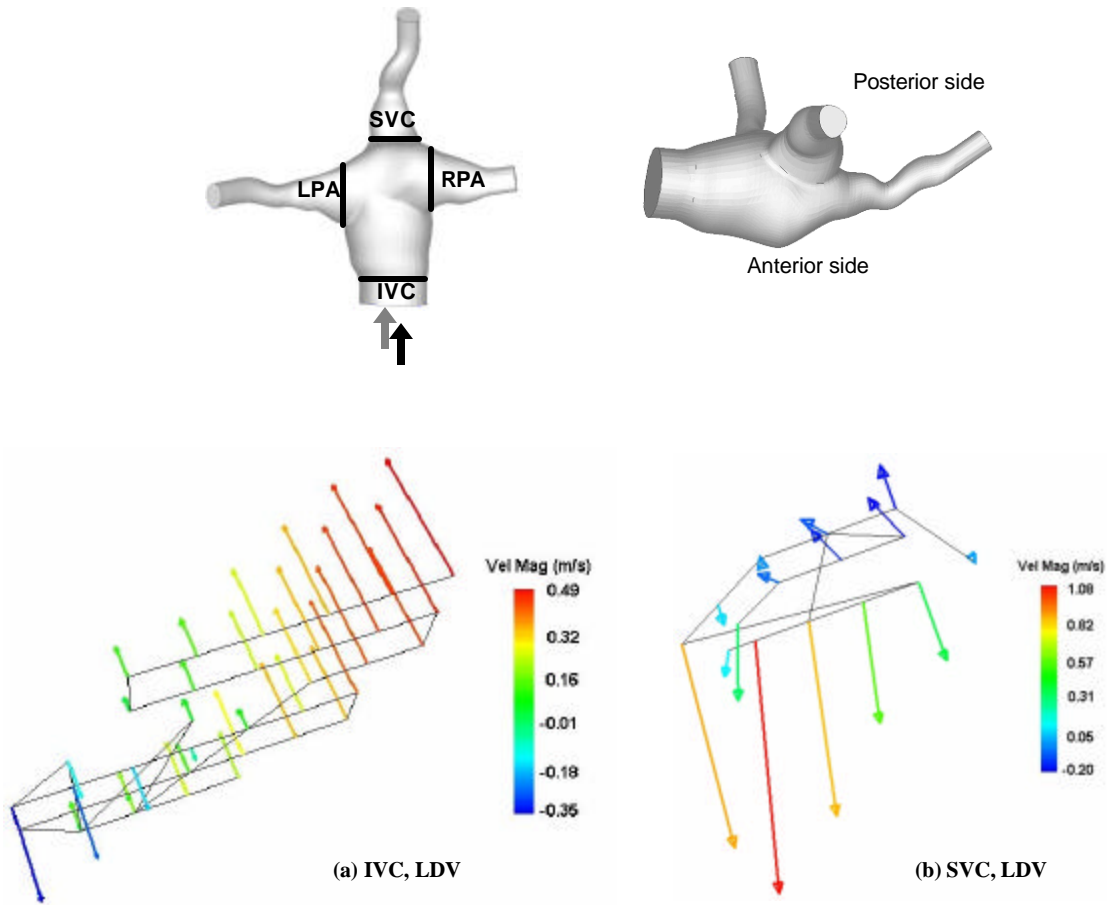 SVC
LPA
RPA
IVC
Posterior side
Anterior side
Vel Mag (m/s)
0.49
0.32
0.16
-0.01
-0.18
-0.35
(a) IVC, LDV
Vel Mag (m/s)
1.08
0.82
0.57
0.31
0.05
-0.20
(b) SVC, LDV